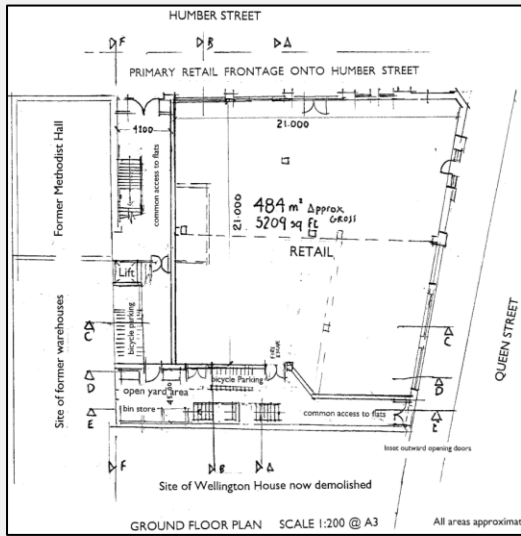 HUMBER STREET
F
B
A
PRIMARY RETAIL FRONTAGE ONTO HUMBER STREET
4100
21.000
Former Methodist Hall
common access to flats
21.000
484 m² Approx
GROSS
5209 sq ft
RETAIL
Lift
bicycle parking
QUEEN STREET
Site of former warehouses
C
C
FIRE
D
bicycle Parking
D
open yard area
bin store
common access to flats
E
E
Inset outward opening doors
F
B
A
Site of Wellington House now demolished
GROUND FLOOR PLAN SCALE 1:200 @ A3
All areas approximat